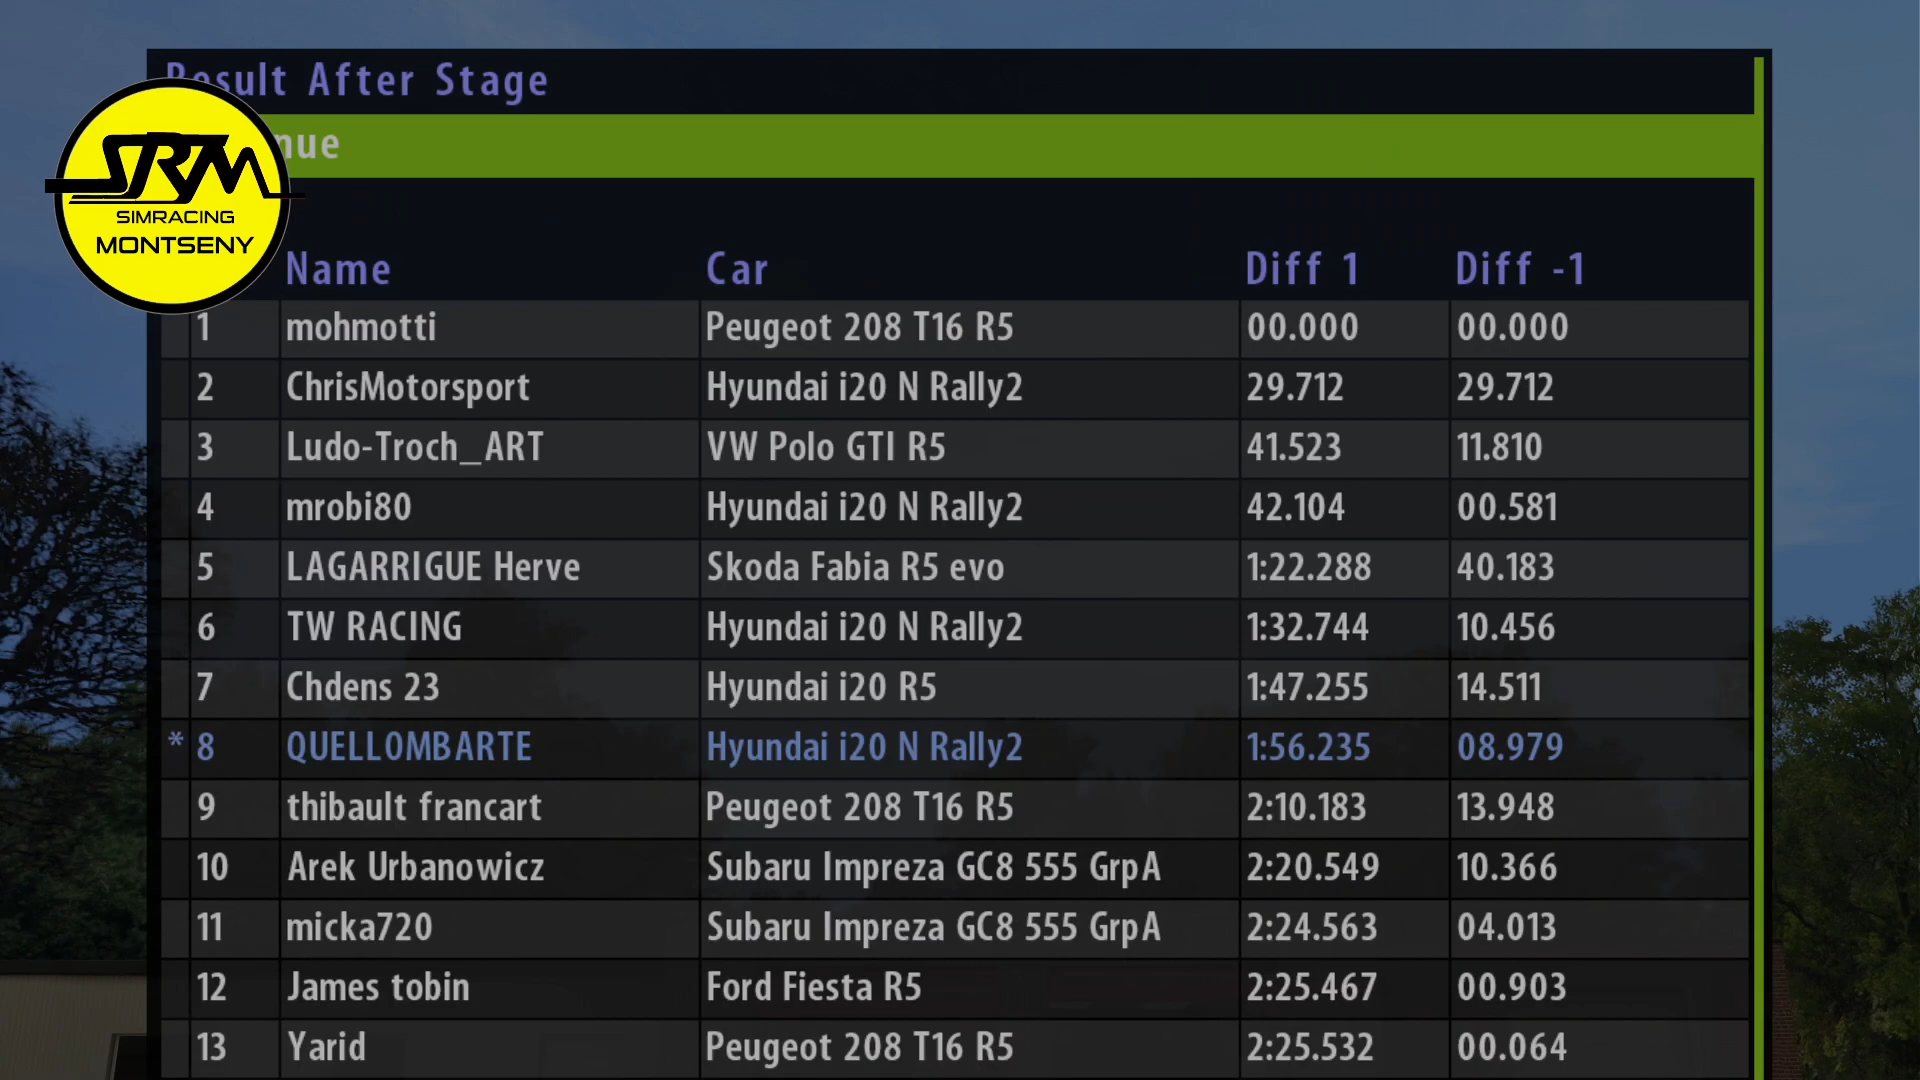 Result After Stage
nue
SRM
SIMRACING
MONTSENY
Name Car Diff 1 Diff -1
1 mohmotti Peugeot 208 T16 R5 00.000 00.000
2 ChrisMotorsport Hyundai i20 N Rally2 29.712 29.712
3 Ludo-Troch_ART VW Polo GTI R5 41.523 11.810
4 mrobi80 Hyundai i20 N Rally2 42.104 00.581
5 LAGARRIGUE Herve Skoda Fabia R5 evo 1:22.288 40.183
6 TW RACING Hyundai i20 N Rally2 1:32.744 10.456
7 Chdens 23 Hyundai i20 R5 1:47.255 14.511
* 8 QUELLOMBARTE Hyundai i20 N Rally2 1:56.235 08.979
9 thibault francart Peugeot 208 T16 R5 2:10.183 13.948
10 Arek Urbanowicz Subaru Impreza GC8 555 GrpA 2:20.549 10.366
11 micka720 Subaru Impreza GC8 555 GrpA 2:24.563 04.013
12 James tobin Ford Fiesta R5 2:25.467 00.903
13 Yarid Peugeot 208 T16 R5 2:25.532 00.064